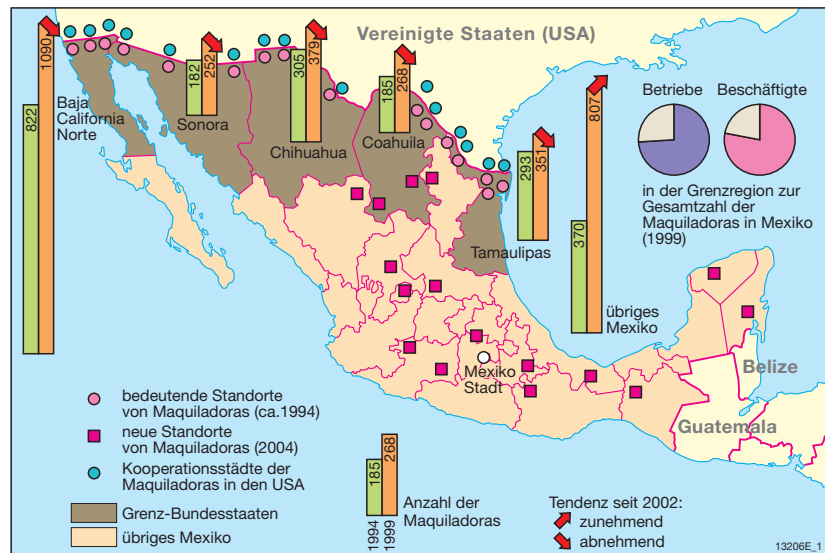 Vereinigte Staaten (USA)
822
1090
Baja
California
Norte
182
252
Sonora
305
379
Chihuahua
185
268
Coahuila
293
351
Tamaulipas
370
807
übriges
Mexiko
Betriebe
Beschäftigte
in der Grenzregion zur
Gesamtzahl der
Maquiladoras in Mexiko
(1999)
Mexiko
Stadt
Belize
Guatemala
bedeutende Standorte
von Maquiladoras (ca.1994)
neue Standorte
von Maquiladoras (2004)
Kooperationsstädte der
Maquiladoras in den USA
Grenz-Bundesstaaten
übriges Mexiko
185
268
1994
1999
Anzahl der
Maquiladoras
Tendenz seit 2002:
zunehmend
abnehmend
13206E_1